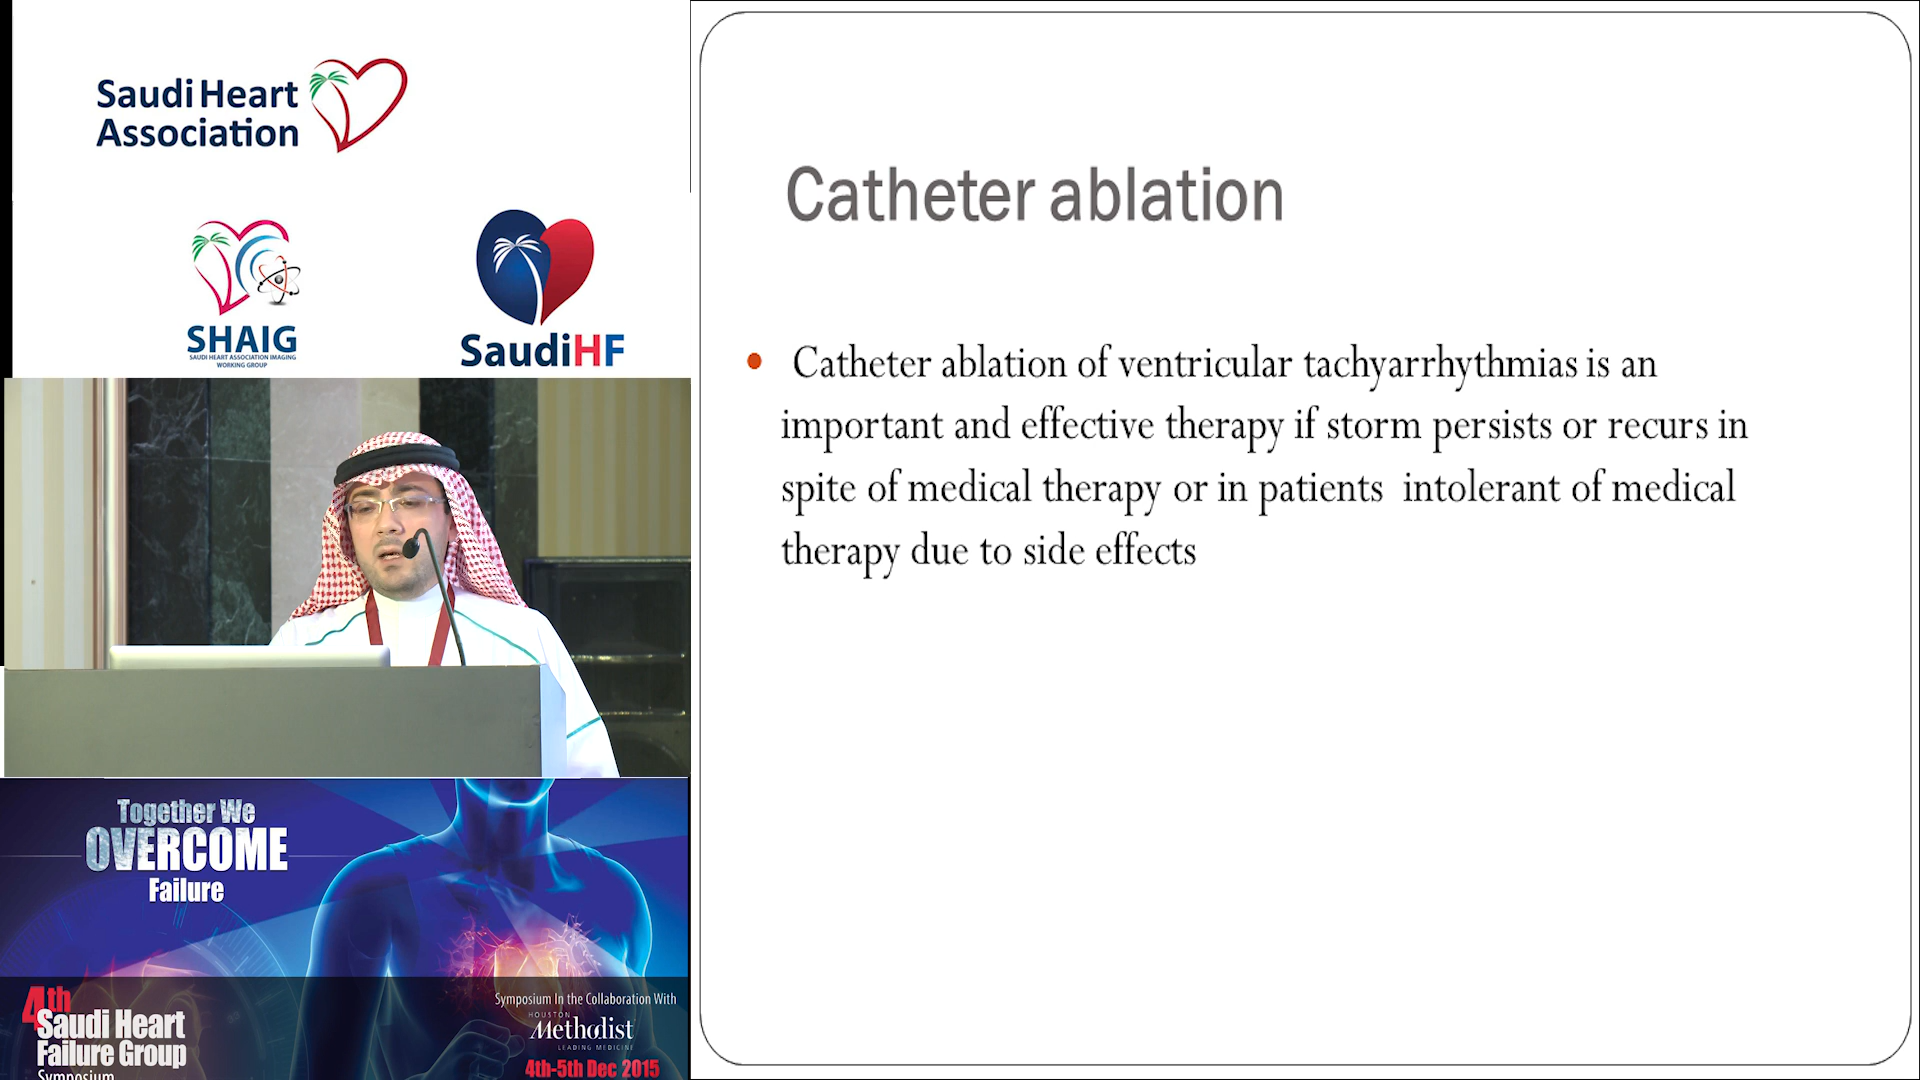 Saudi Heart
Association
SHAIG
SAUDI HEART ASSOCIATION IMAGING
WORKING GROUP
SaudiHF
Together We
OVERCOME
Failure
4th
Saudi Heart
Failure Group
Symposium
Symposium In the Collaboration With
HOUSTON
Methodist
LEADING MEDICINE
4th-5th Dec 2015
Catheter ablation
• Catheter ablation of ventricular tachyarrhythmias is an
important and effective therapy if storm persists or recurs in
spite of medical therapy or in patients intolerant of medical
therapy due to side effects